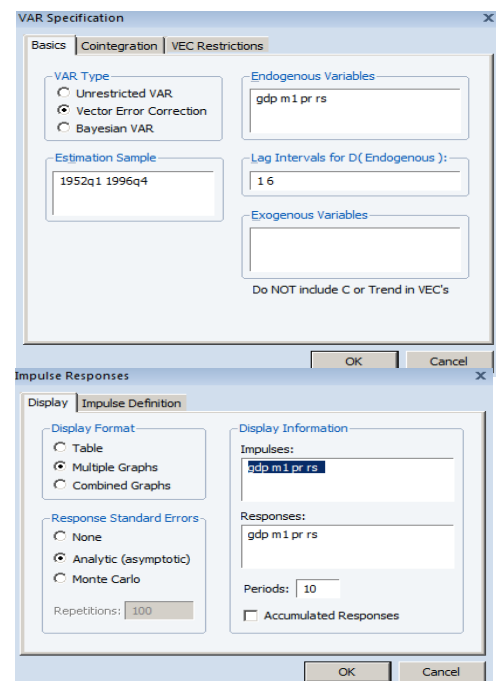 VAR Specification
X
Basics
Cointegration
VEC Restrictions
VAR Type
Unrestricted VAR
Vector Error Correction
Bayesian VAR
Endogenous Variables
gdp m1 pr rs
Estimation Sample
1952q1 1996q4
Lag Intervals for D(Endogenous ):
1 6
Exogenous Variables
Do NOT include C or Trend in VEC's
OK
Cancel
Impulse Responses
X
Display
Impulse Definition
Display Format
Table
Multiple Graphs
Combined Graphs
Display Information
Impulses:
gdp m1 pr rs
Response Standard Errors
None
Analytic (asymptotic)
Monte Carlo
Repetitions: 100
Responses:
gdp m1 pr rs
Periods: 10
Accumulated Responses
OK
Cancel